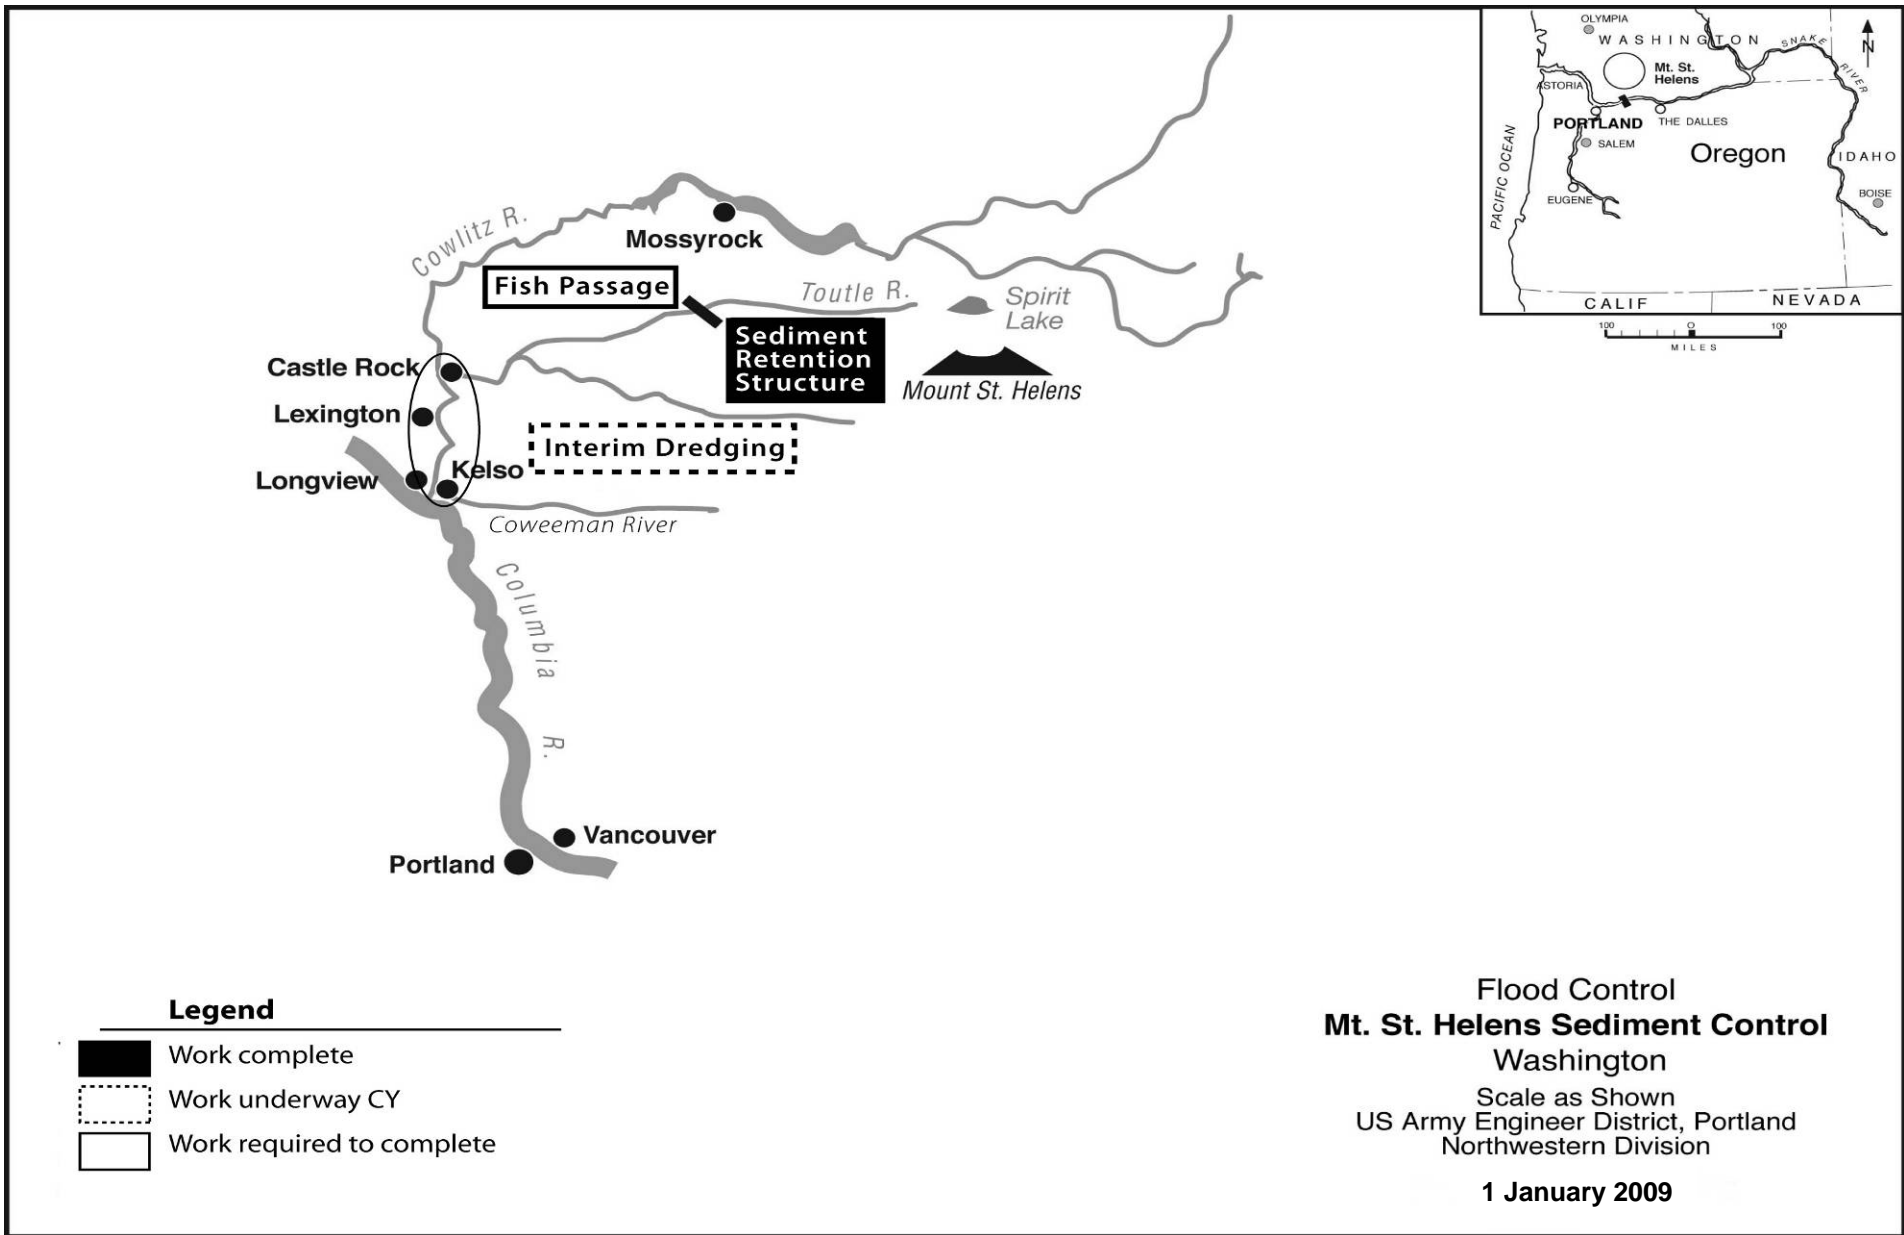 Cowlitz R.
Mossyrock
Fish Passage
Toutle R.
Spirit
Lake
Sediment
Retention
Structure
Mount St. Helens
Castle Rock
Lexington
Interim Dredging
Longview
Kelso
Coweeman River
Columbia R.
Vancouver
Portland
OLYMPIA
WASHINGTON
SNAKE RIVER
N
Mt. St.
Helens
ASTORIA
PORTLAND
THE DALLES
SALEM
Oregon
IDAHO
PACIFIC OCEAN
EUGENE
BOISE
CALIF
NEVADA
100 0 100
MILES
Legend
Work complete
Work underway CY
Work required to complete
Flood Control
Mt. St. Helens Sediment Control
Washington
Scale as Shown
US Army Engineer District, Portland
Northwestern Division
1 January 2009